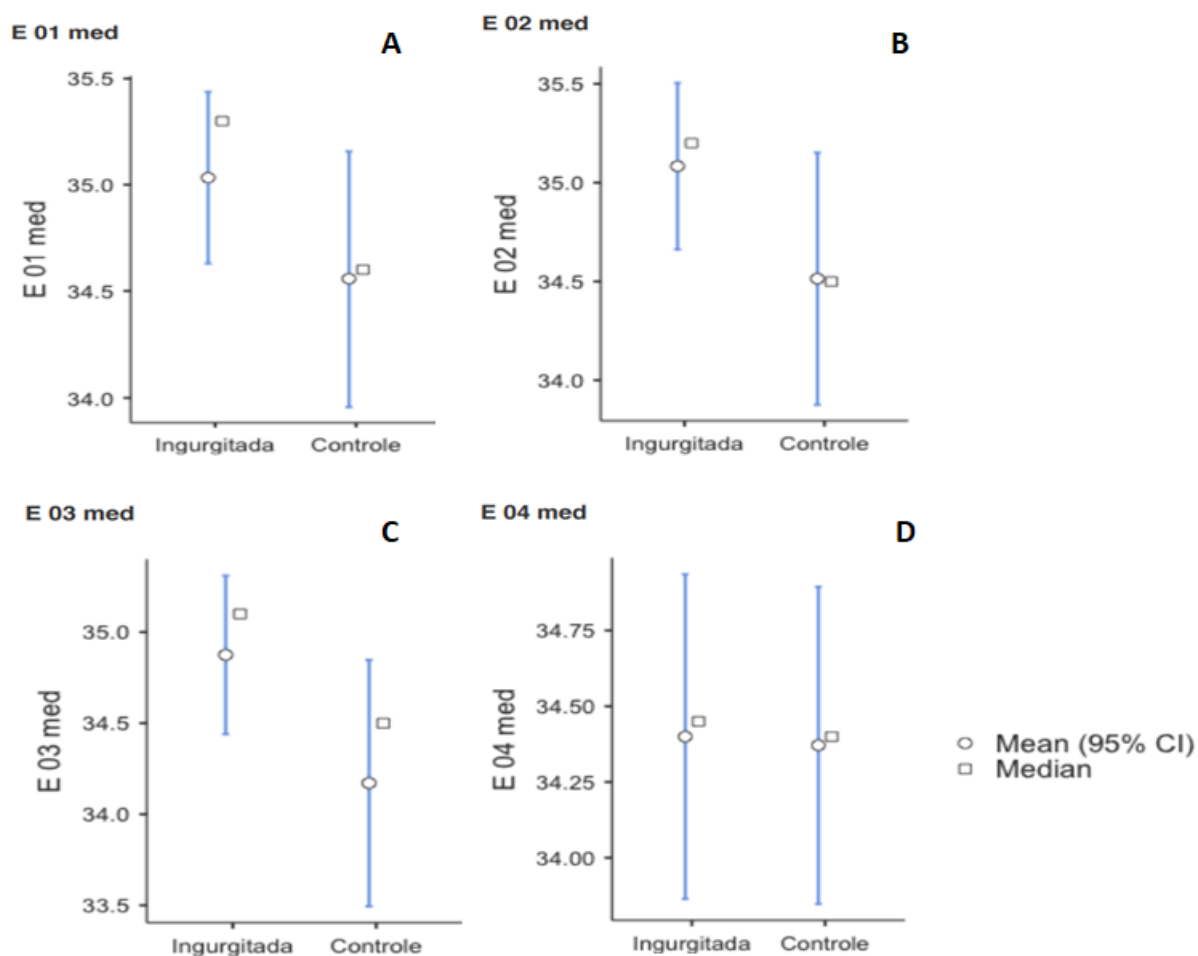 E 01 med
A
35.5
35.0
34.5
34.0
E 01 med
Ingurgitada
Controle
E 02 med
B
35.5
35.0
34.5
34.0
E 02 med
Ingurgitada
Controle
E 03 med
C
35.0
34.5
34.0
33.5
E 03 med
Ingurgitada
Controle
E 04 med
D
34.75
34.50
34.25
34.00
E 04 med
Ingurgitada
Controle
Mean (95% CI)
Median